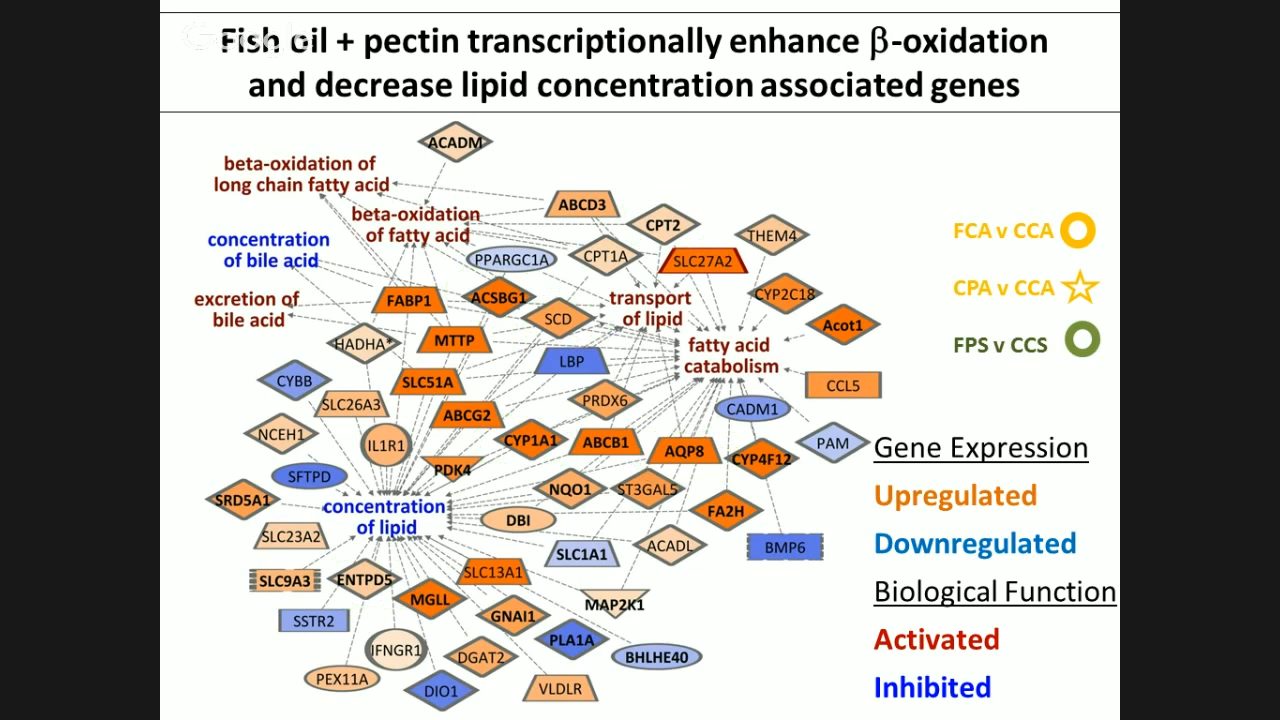 Google
Fish oil + pectin transcriptionally enhance β-oxidation
and decrease lipid concentration associated genes
ACADM
beta-oxidation of
long chain fatty acid
ABCD3
beta-oxidation
of fatty acid
CPT2
THEM4
FCA v CCA
concentration
of bile acid
PPARGC1A
CPT1A
SLC27A2
CPA v CCA
excretion of
bile acid
FABP1
ACSBG1
transport
of lipid
CYP2C18
SCD
Acot1
FPS v CCS
HADHA*
MTTP
LBP
fatty acid
catabolism
CYBB
SLC51A
CCL5
SLC26A3
PRDX6
ABCG2
CADM1
NCEH1
IL1R1
CYP1A1
ABCB1
AQP8
PAM
Gene Expression
PDK4
CYP4F12
SFTPD
NQO1
ST3GAL5
Upregulated
SRD5A1
concentration
of lipid
DBI
FA2H
SLC23A2
SLC1A1
ACADL
BMP6
Downregulated
SLC9A3
ENTPD5
SLC13A1
Biological Function
MGLL
MAP2K1
SSTR2
GNAI1
PLA1A
Activated
IFNGR1
DGAT2
BHLHE40
PEX11A
DIO1
VLDLR
Inhibited